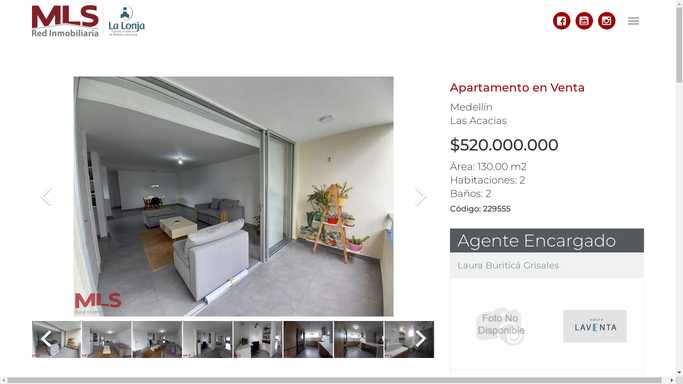 MLS
Red Inmobiliaria
La Lonja
Apartamento en Venta
Medellín
Las Acacias
$520.000.000
Área: 130.00 m2
Habitaciones: 2
Baños: 2
Código: 229555
Agente Encargado
Laura Buriticá Grisales
Foto No
Disponible
LAVENTA
MLS